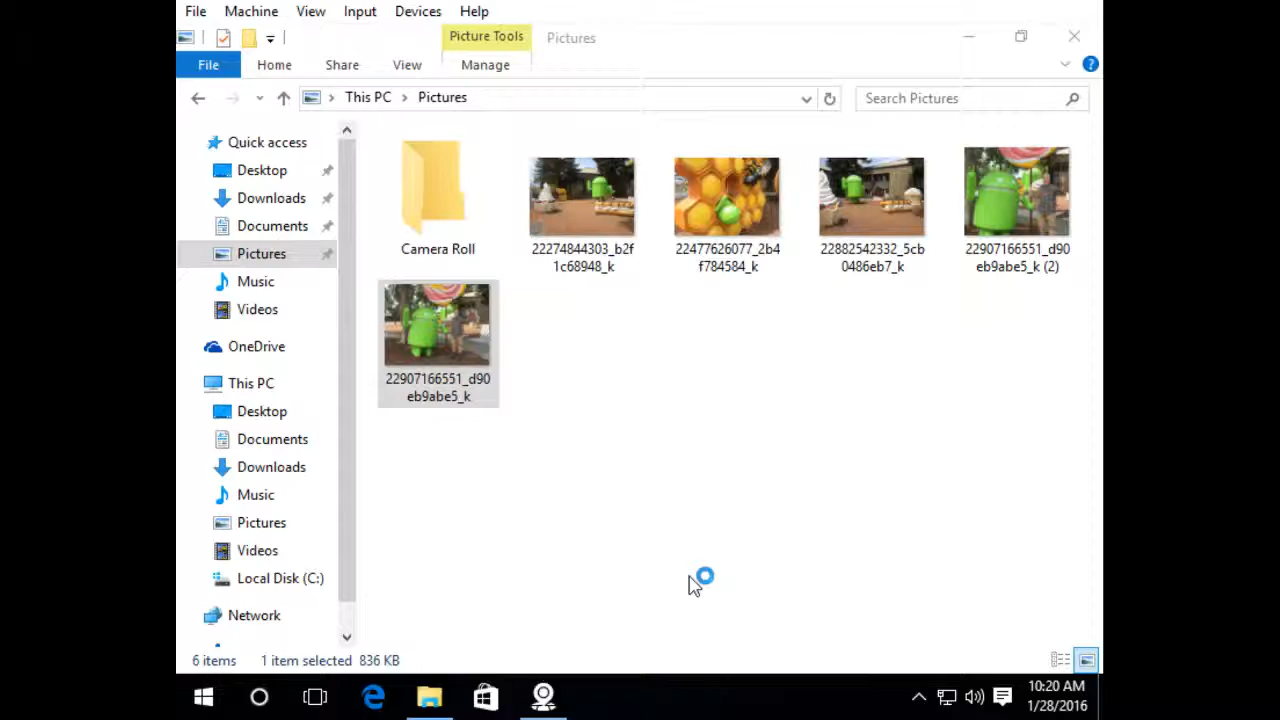 File Machine View Input Devices Help
Picture Tools Pictures
File Home Share View Manage
This PC Pictures Search Pictures
Quick access
Desktop
Downloads
Documents
Pictures
Music
Videos
OneDrive
This PC
Desktop
Documents
Downloads
Music
Pictures
Videos
Local Disk (C:)
Network
Camera Roll
22274844303_b2f
1c68948_k
22477626077_2b4
f784584_k
22882542332_5cb
0486eb7_k
22907166551_d90
eb9abe5_k (2)
22907166551_d90
eb9abe5_k
6 items 1 item selected 836 KB
10:20 AM
1/28/2016